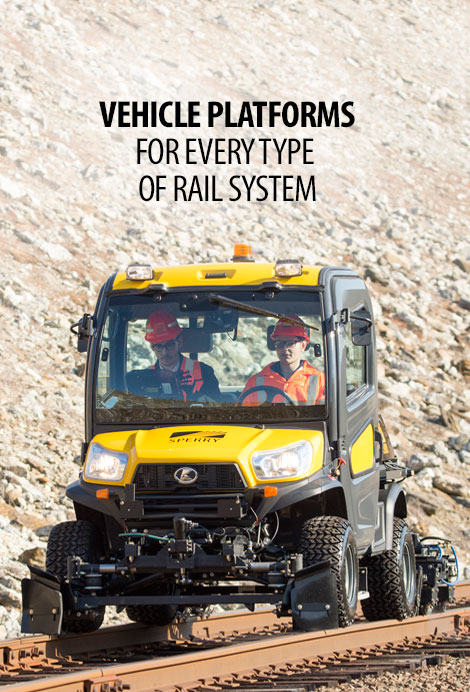 VEHICLE PLATFORMS
FOR EVERY TYPE
OF RAIL SYSTEM
SPERRY